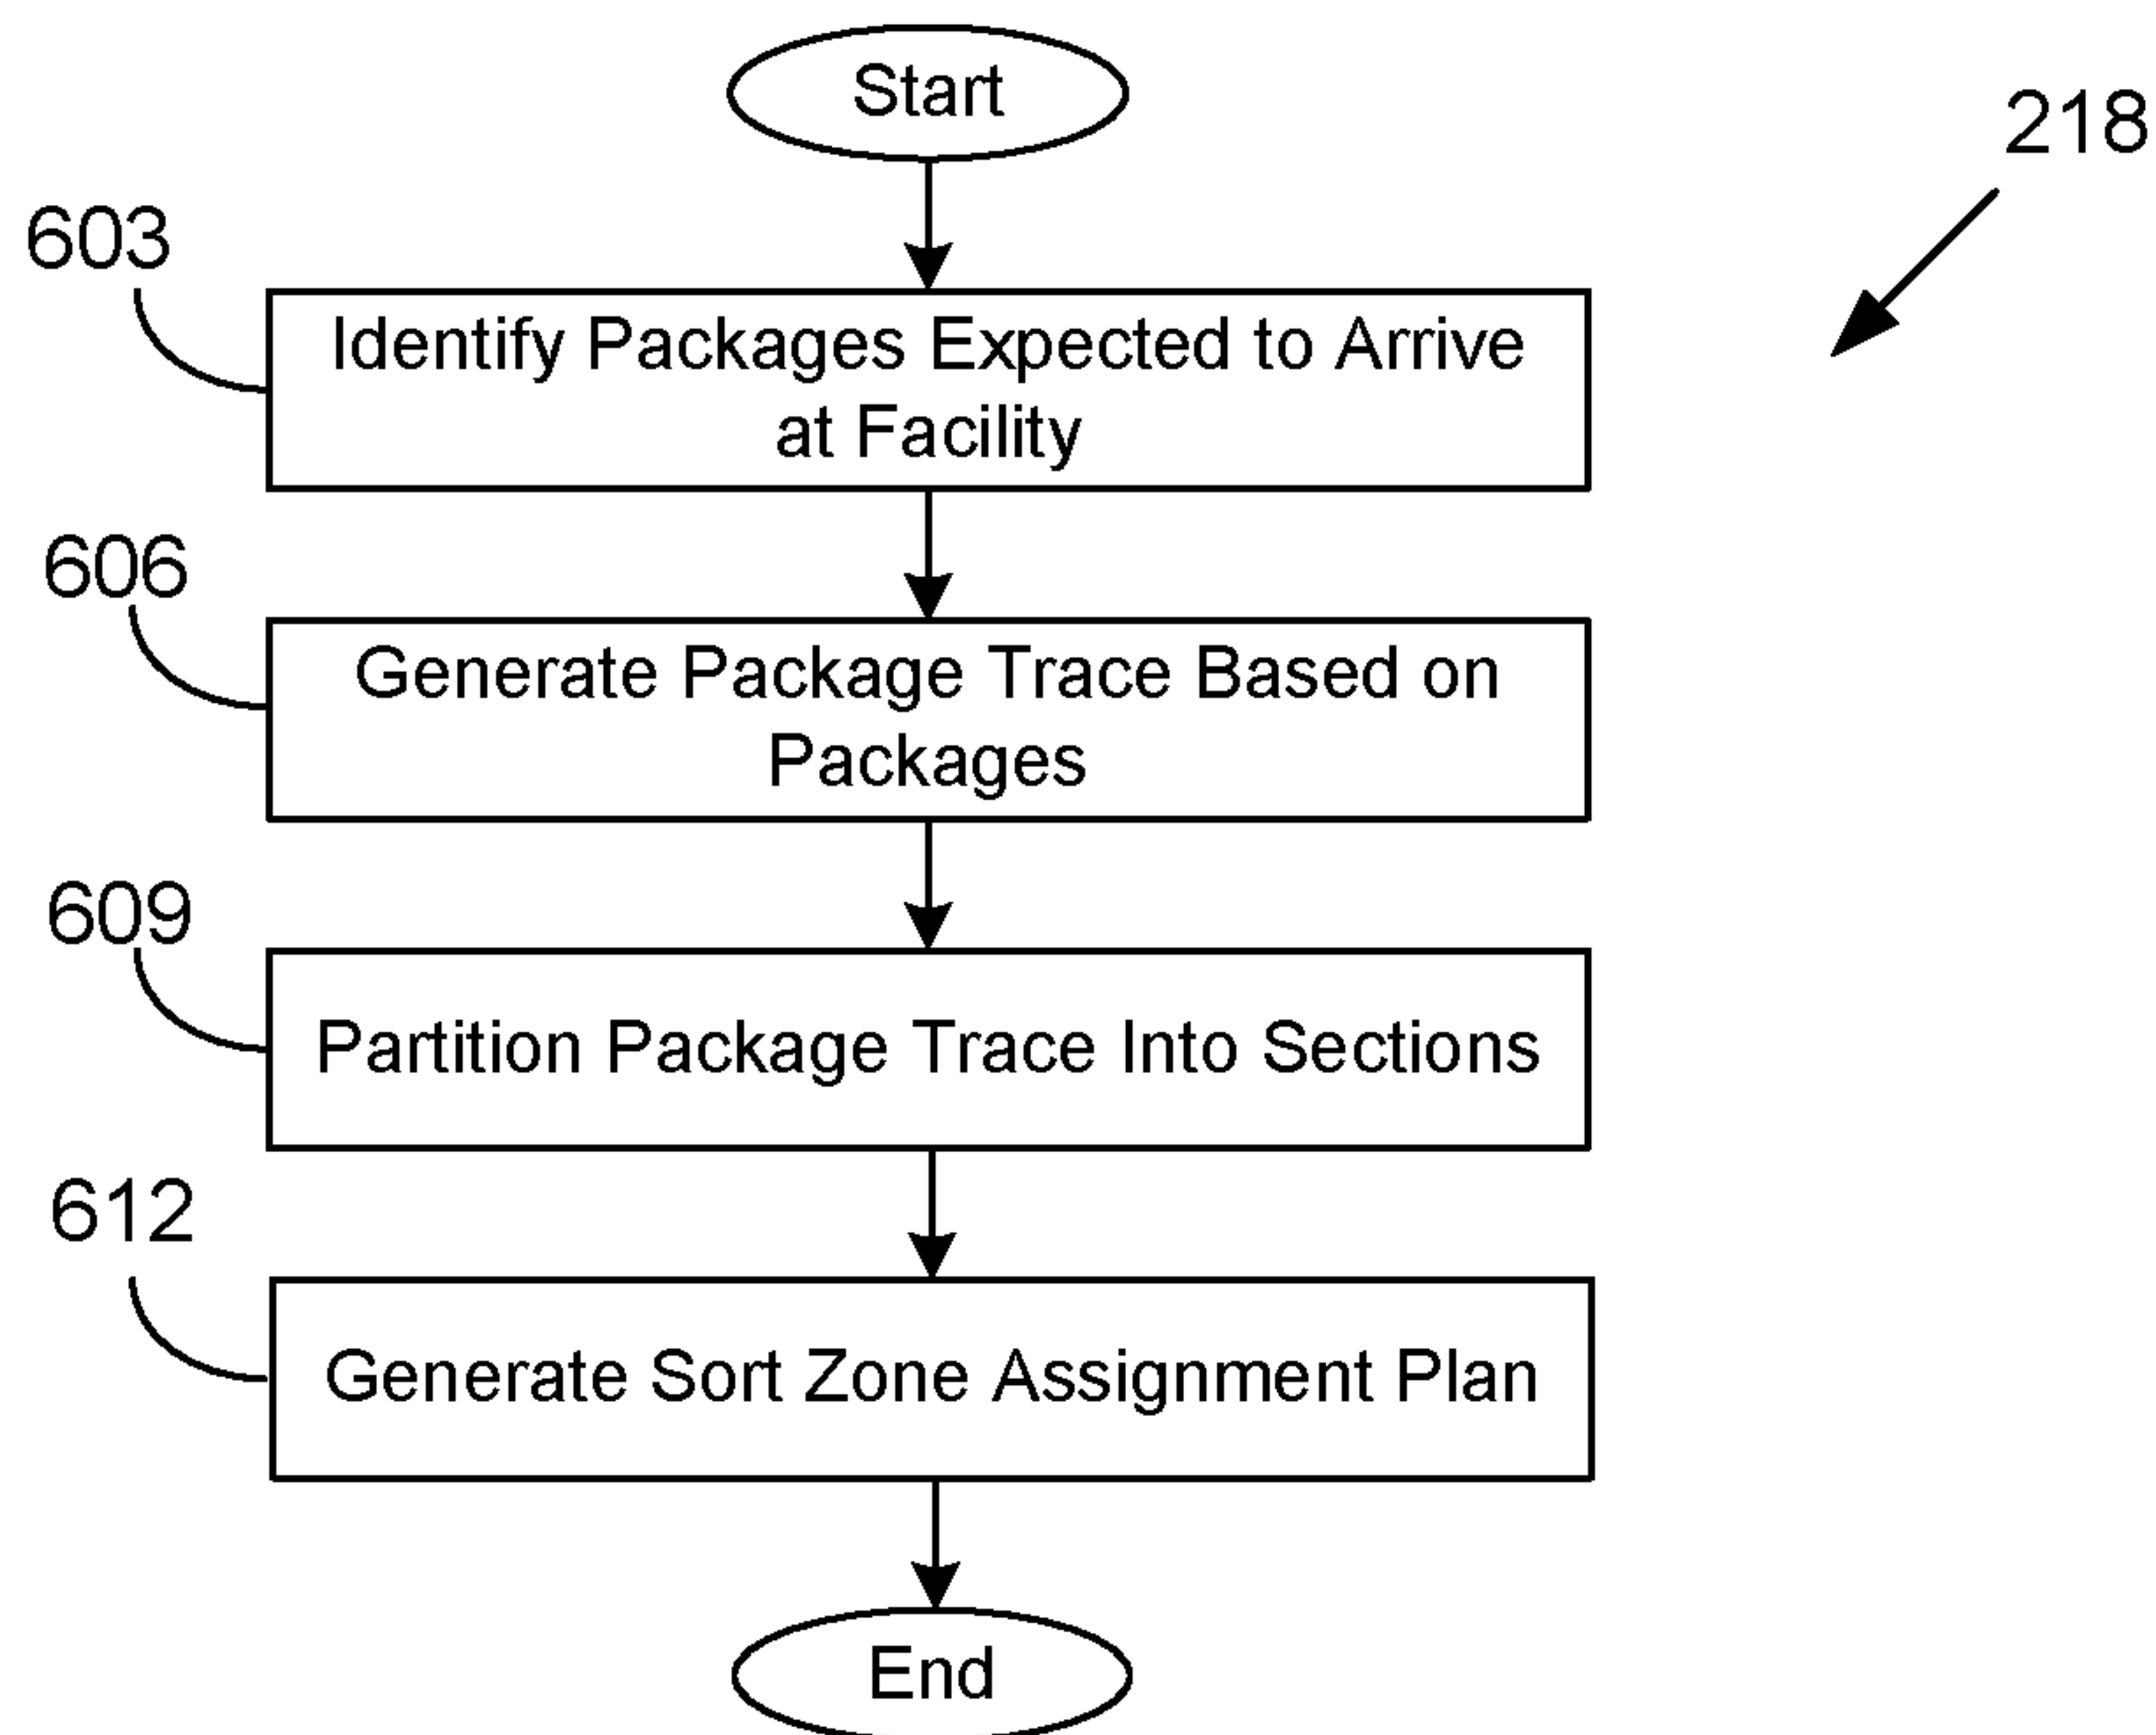 Start
218
603
Identify Packages Expected to Arrive
at Facility
606
Generate Package Trace Based on
Packages
609
Partition Package Trace Into Sections
612
Generate Sort Zone Assignment Plan
End